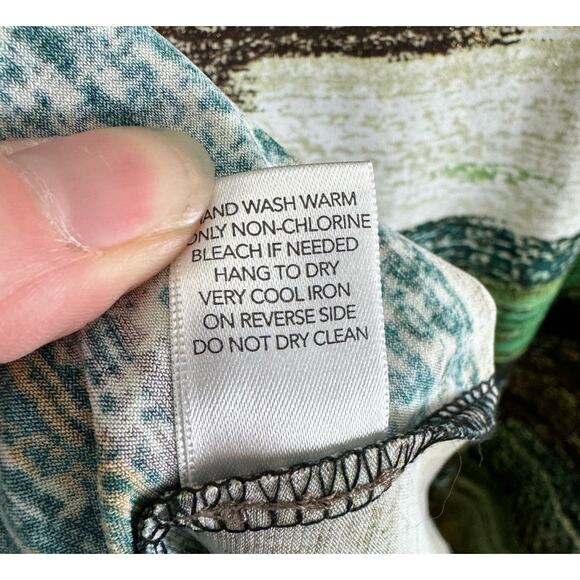 HAND WASH WARM
ONLY NON-CHLORINE
BLEACH IF NEEDED
HANG TO DRY
VERY COOL IRON
ON REVERSE SIDE
DO NOT DRY CLEAN